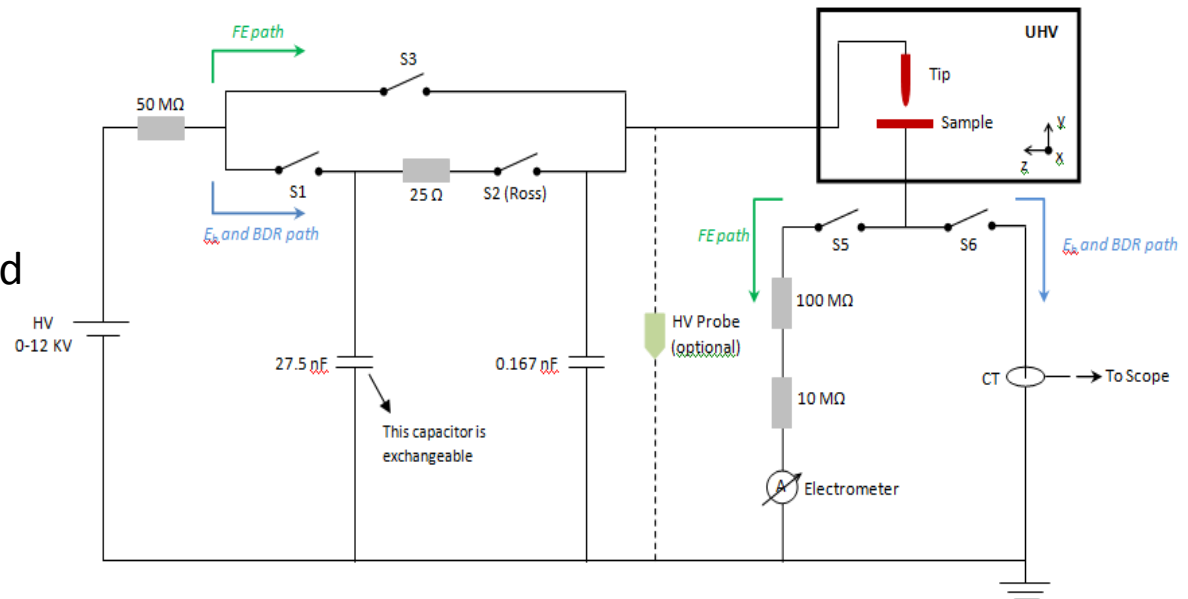 FE path
UHV
S3
Tip
50 MΩ
Sample
y
z
x
S1
25 Ω
S2 (Ross)
Eb and BDR path
FE path
S5
S6
Eb and BDR path
d
100 MΩ
HV
0-12 KV
HV Probe
(optional)
27.5 nF
0.167 nF
CT
To Scope
10 MΩ
This capacitor is
exchangeable
A
Electrometer